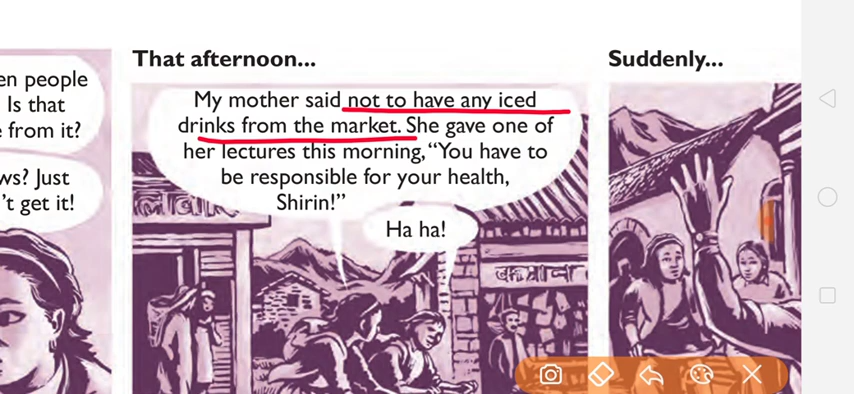 That afternoon...
Suddenly...
en people
Is that
from it?
ws? Just
't get it!
My mother said not to have any iced
drinks from the market. She gave one of
her lectures this morning, “You have to
be responsible for your health,
Shirin!”
Ha ha!